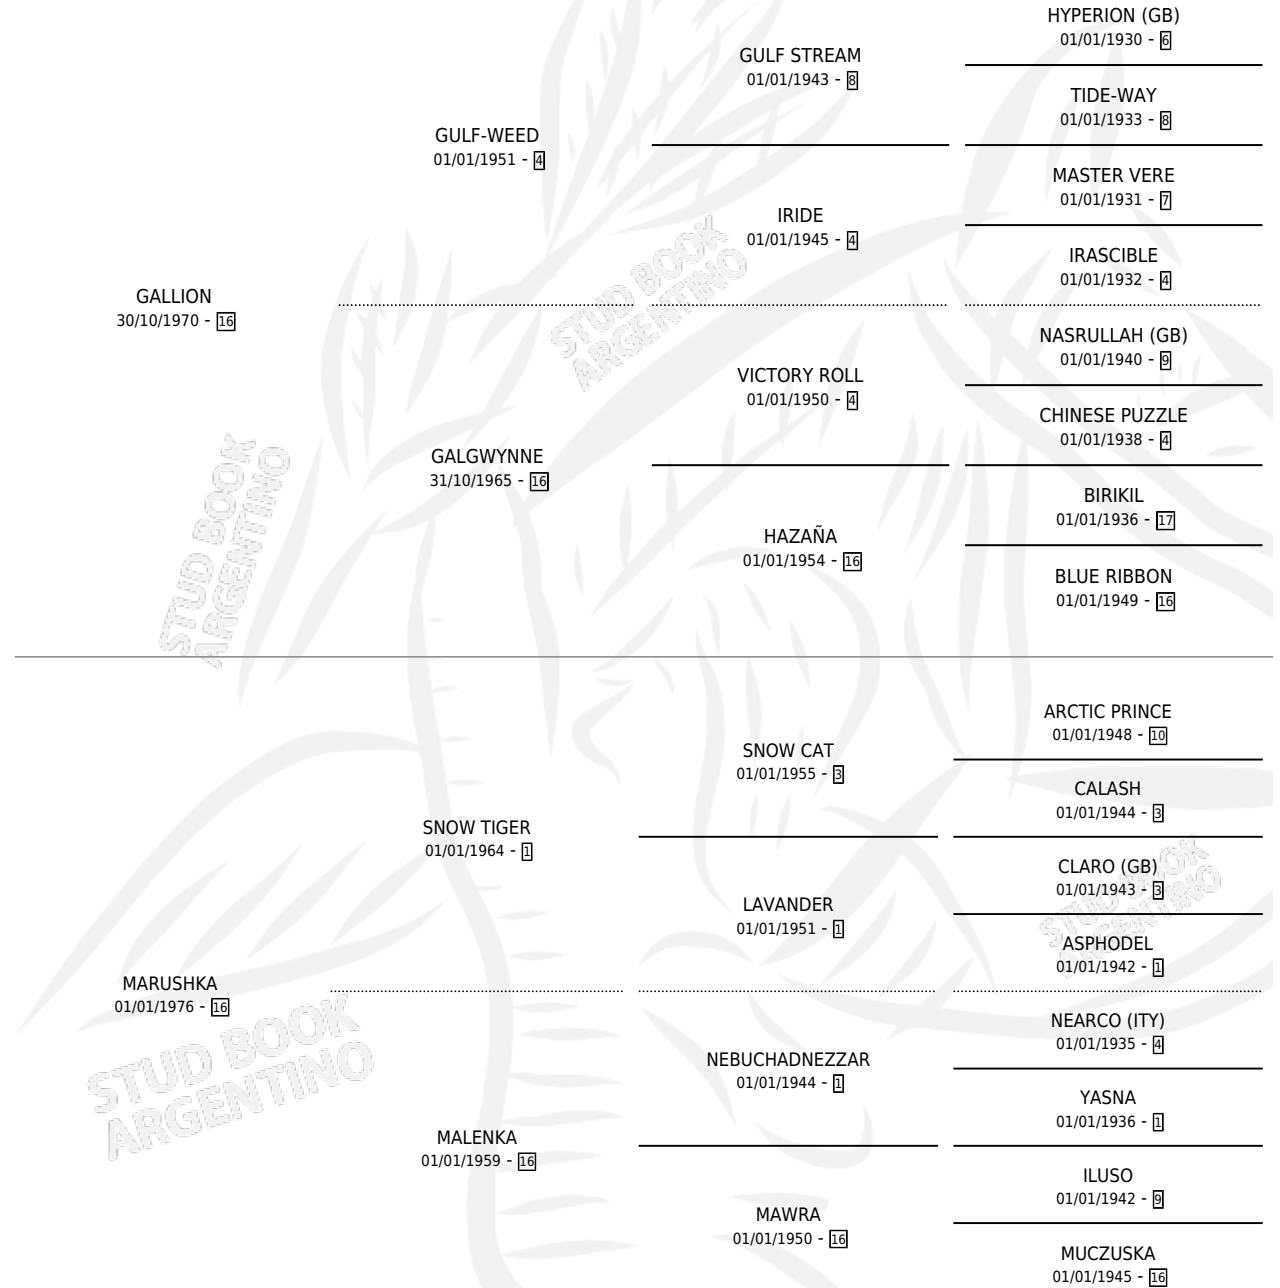 HYPERION (GB)
01/01/1930 - 6
GULF STREAM
01/01/1943 - 8
TIDE-WAY
01/01/1933 - 8
GULF-WEED
01/01/1951 - 4
MASTER VERE
01/01/1931 - 7
IRIDE
01/01/1945 - 4
IRASCIBLE
01/01/1932 - 4
GALLION
30/10/1970 - 16
STUD BOOK
ARGENTINO
NASRULLAH (GB)
01/01/1940 - 9
VICTORY ROLL
01/01/1950 - 4
CHINESE PUZZLE
01/01/1938 - 4
GALGWYNNE
31/10/1965 - 16
BIRIKIL
01/01/1936 - 17
HAZAÑA
01/01/1954 - 16
BLUE RIBBON
01/01/1949 - 16
STUD BOOK
ARGENTINO
ARCTIC PRINCE
01/01/1948 - 10
SNOW CAT
01/01/1955 - 3
CALASH
01/01/1944 - 3
SNOW TIGER
01/01/1964 - 1
CLARO (GB)
01/01/1943 - 3
LAVANDER
01/01/1951 - 1
STUD BOOK
ARGENTINO
ASPHODEL
01/01/1942 - 1
MARUSHKA
01/01/1976 - 16
NEARCO (ITY)
01/01/1935 - 4
NEBUCHADNEZZAR
01/01/1944 - 1
STUD BOOK
ARGENTINO
YASNA
01/01/1936 - 1
MALENKA
01/01/1959 - 16
ILUSO
01/01/1942 - 9
MAWRA
01/01/1950 - 16
MUCZUSKA
01/01/1945 - 16